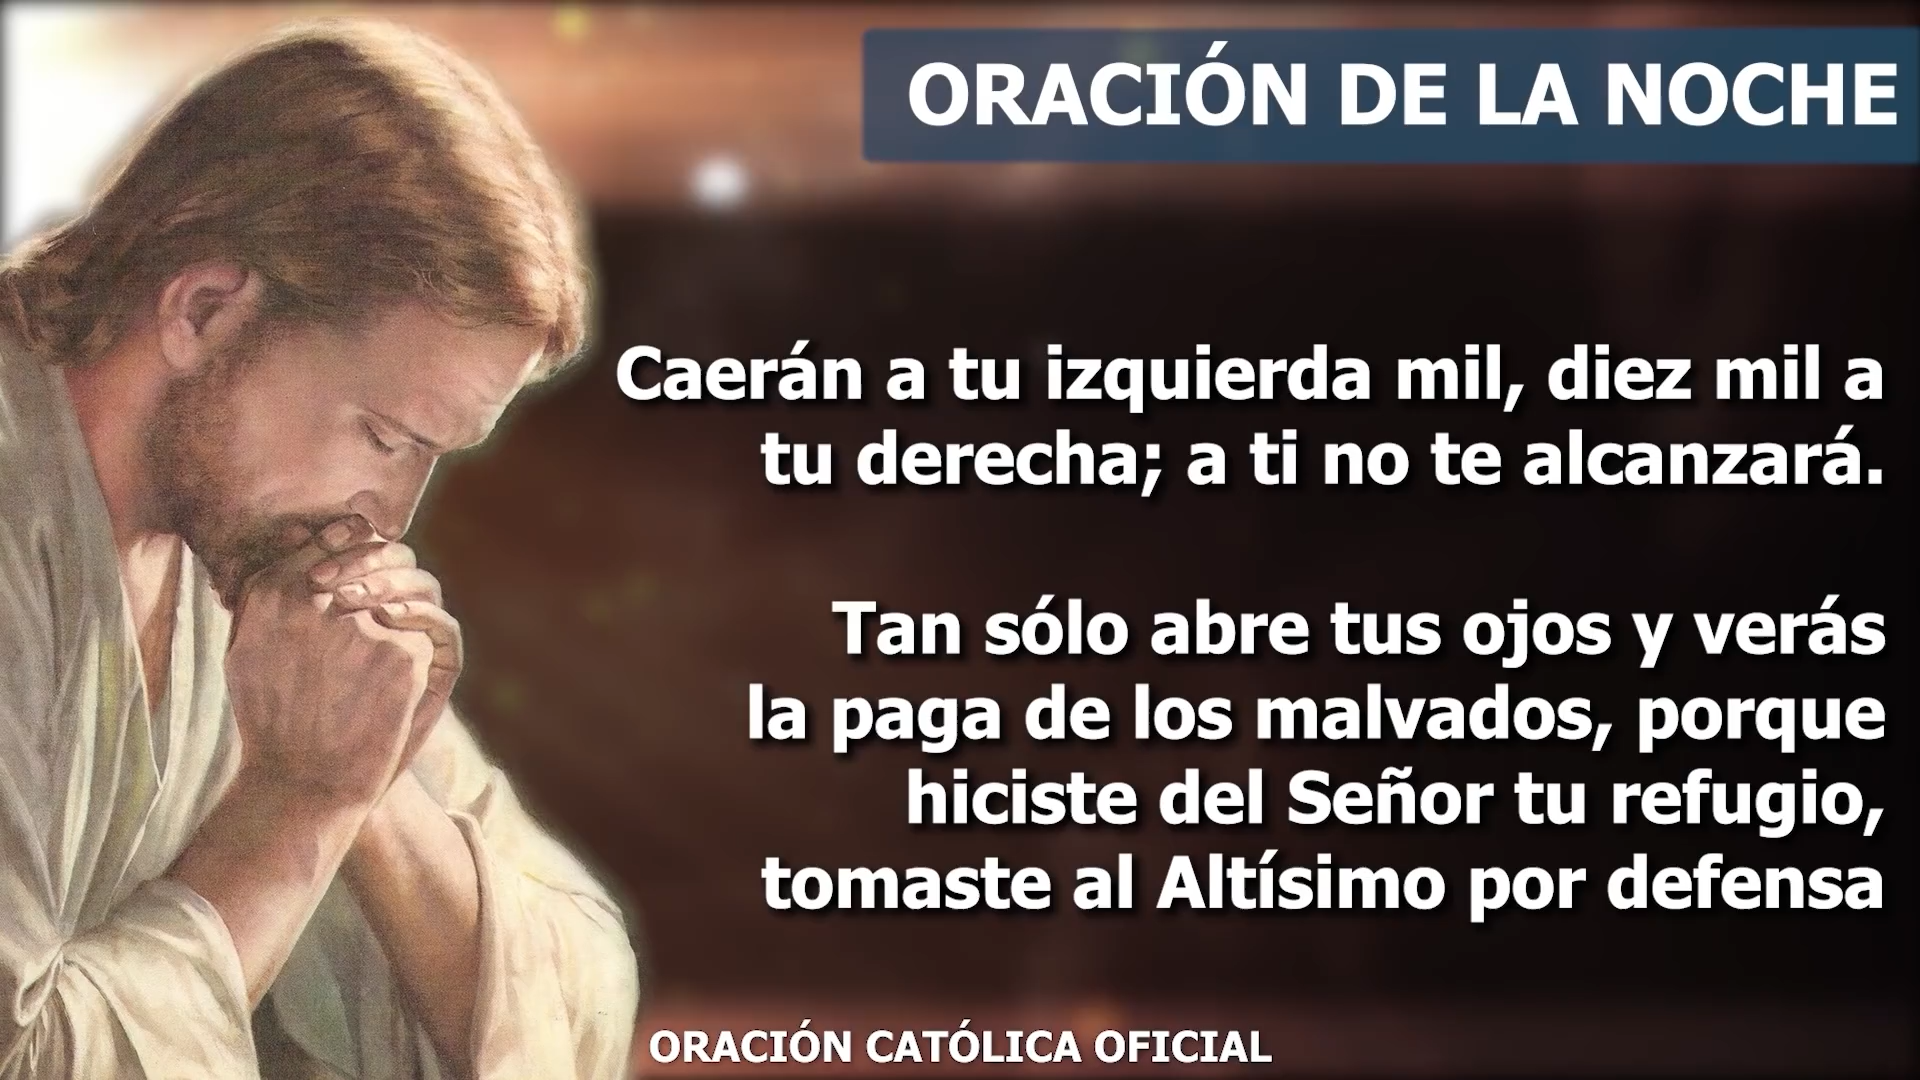 ORACIÓN DE LA NOCHE
Caerán a tu izquierda mil, diez mil a
tu derecha; a ti no te alcanzará.
Tan sólo abre tus ojos y verás
la paga de los malvados, porque
hiciste del Señor tu refugio,
tomaste al Altísimo por defensa
ORACIÓN CATÓLICA OFICIAL